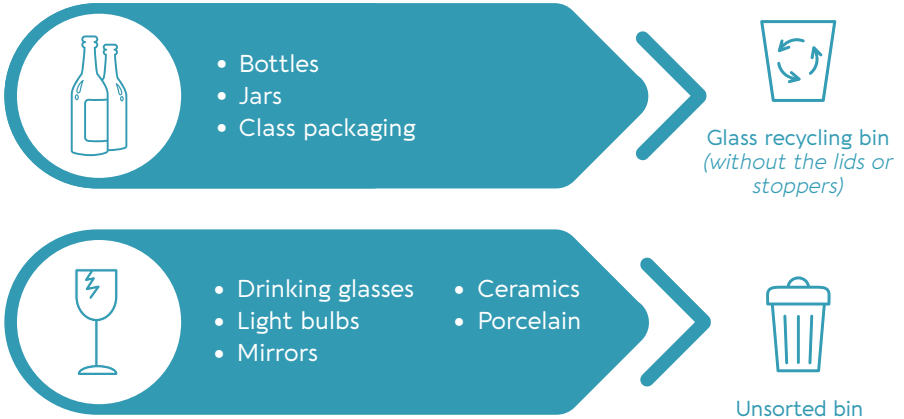 • Bottles
• Jars
• Class packaging
Glass recycling bin
(without the lids or
stoppers)
• Drinking glasses
• Light bulbs
• Mirrors
• Ceramics
• Porcelain
Unsorted bin